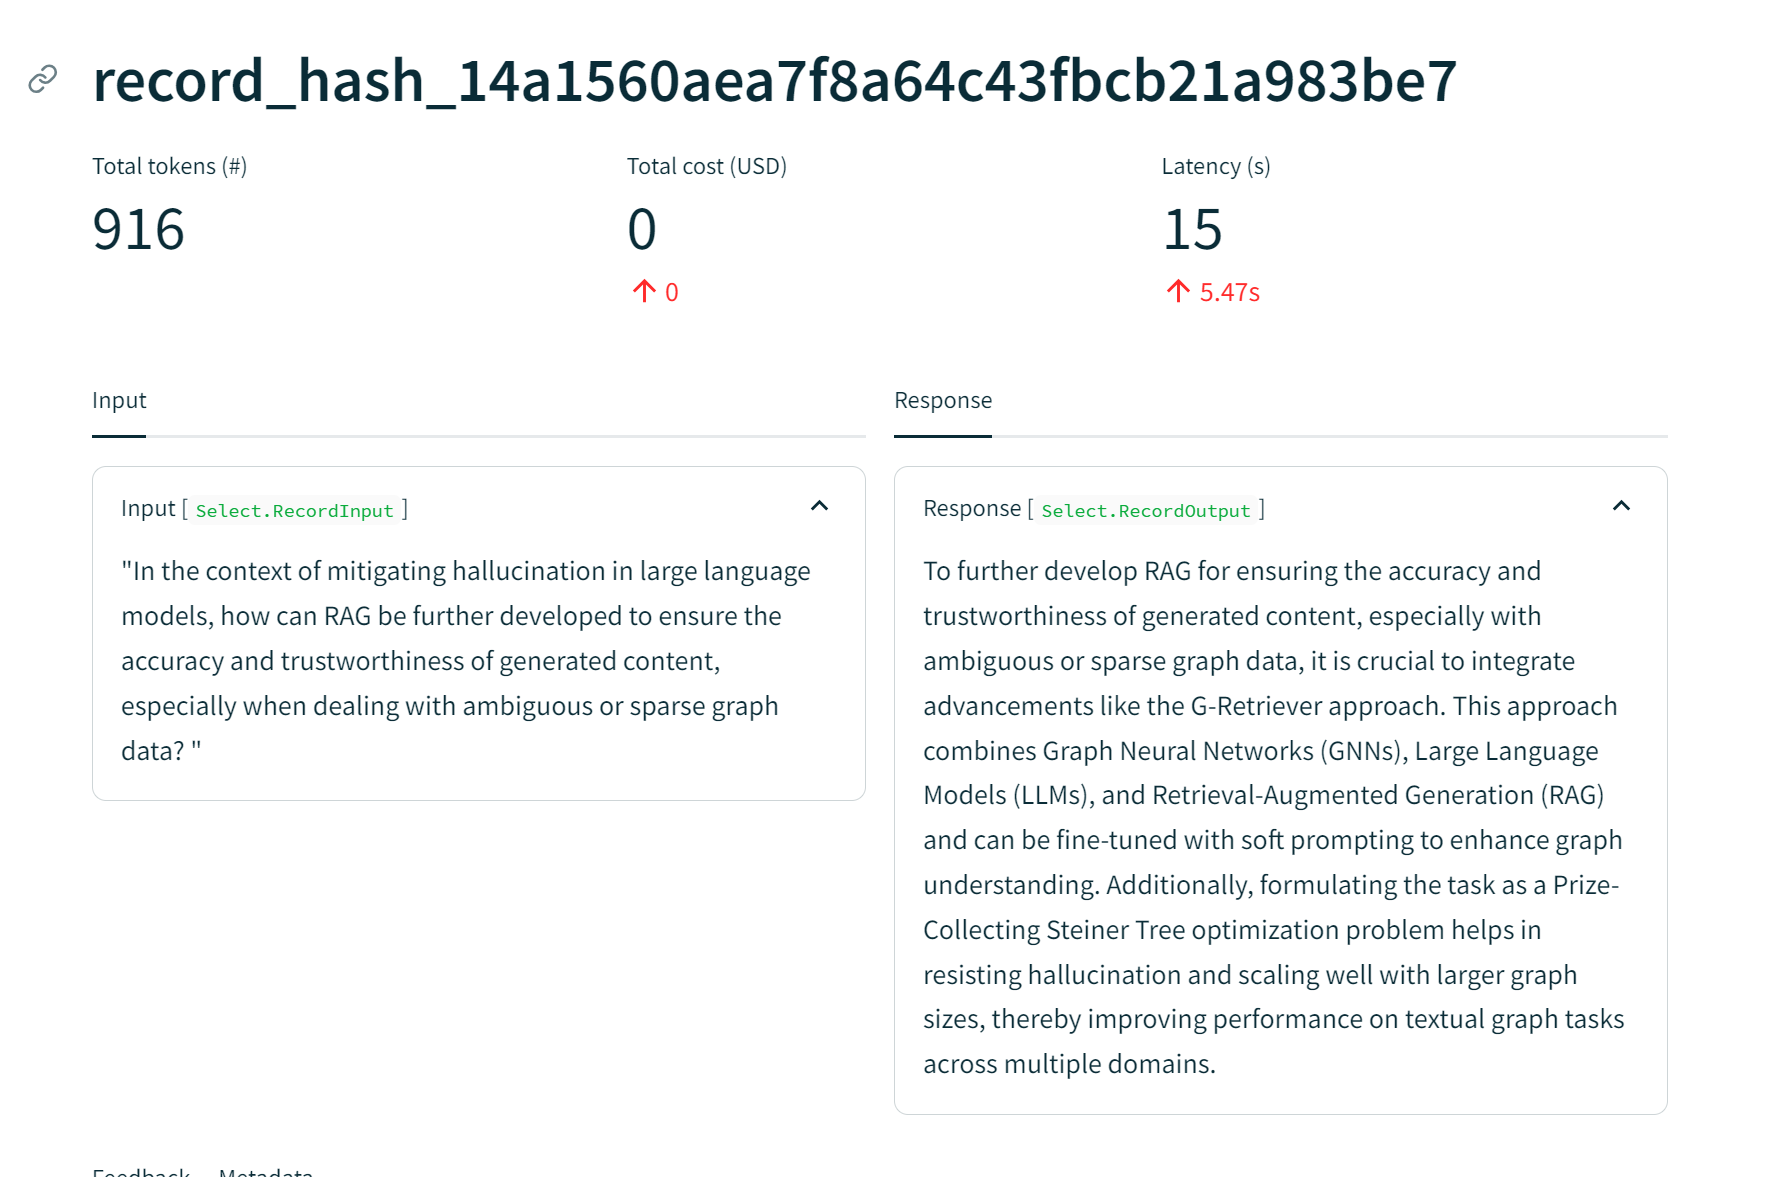 record_hash_14a1560aea7f8a64c43fbcb21a983be7
Total tokens (#)
916
Total cost (USD)
0
↑ 0
Latency (s)
15
↑ 5.47s
Input
Input [ Select.RecordInput ]
"In the context of mitigating hallucination in large language
models, how can RAG be further developed to ensure the
accuracy and trustworthiness of generated content,
especially when dealing with ambiguous or sparse graph
data? "
Response
Response [ Select.RecordOutput ]
To further develop RAG for ensuring the accuracy and
trustworthiness of generated content, especially with
ambiguous or sparse graph data, it is crucial to integrate
advancements like the G-Retriever approach. This approach
combines Graph Neural Networks (GNNs), Large Language
Models (LLMs), and Retrieval-Augmented Generation (RAG)
and can be fine-tuned with soft prompting to enhance graph
understanding. Additionally, formulating the task as a Prize-
Collecting Steiner Tree optimization problem helps in
resisting hallucination and scaling well with larger graph
sizes, thereby improving performance on textual graph tasks
across multiple domains.
Feedback Metadata